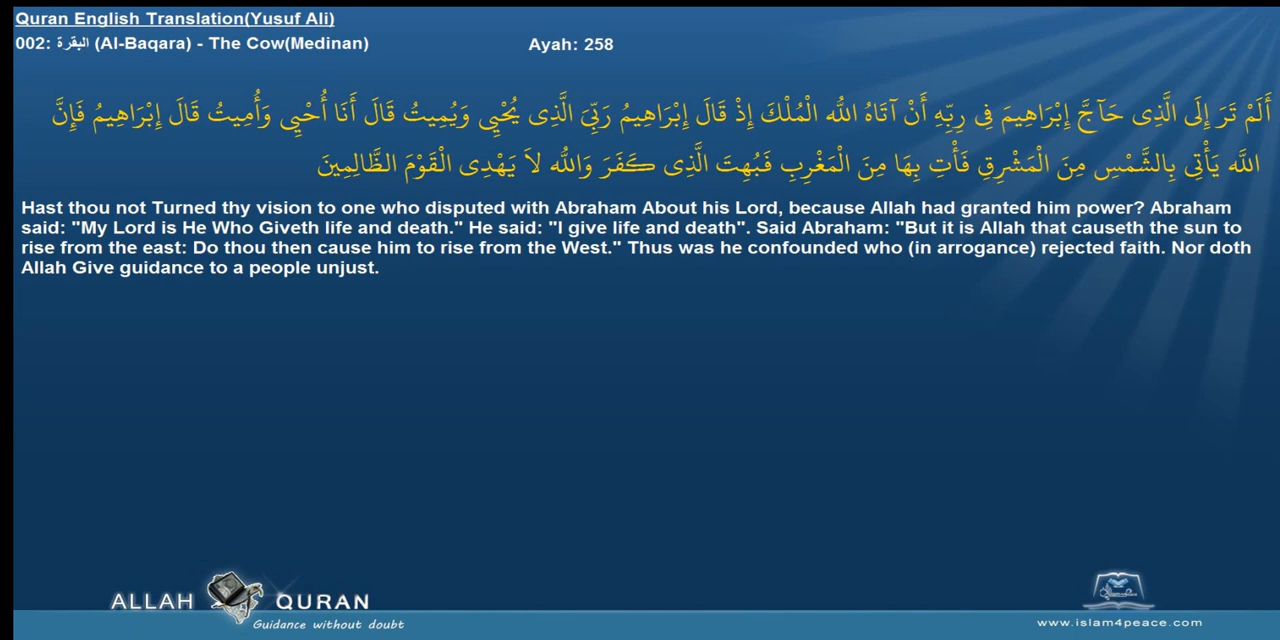 Quran English Translation(Yusuf Ali)
002: البقرة (Al-Baqara) - The Cow(Medinan)
Ayah: 258
أَلَمْ تَرَ إِلَى الَّذِى حَآجَّ إِبْرَاهِيمَ فِى رِبِّهِ أَنْ آتَاهُ اللّهُ الْمُلْكَ إِذْ قَالَ إِبْرَاهِيمُ رَبِّىَ الَّذِى يُحْيِى وَيُمِيتُ قَالَ أَنَا أُحْيِى وَأُمِيتُ قَالَ إِبْرَاهِيمُ فَإِنَّ
اللّهَ يَأْتِى بِالشَّمْسِ مِنَ الْمَشْرِقِ فَأْتِ بِهَا مِنَ الْمَغْرِبِ فَبُهِتَ الَّذِى كَفَرَ وَاللّهُ لاَ يَهْدِى الْقَوْمَ الظَّالِمِينَ
Hast thou not Turned thy vision to one who disputed with Abraham About his Lord, because Allah had granted him power? Abraham
said: "My Lord is He Who Giveth life and death." He said: "I give life and death". Said Abraham: "But it is Allah that causeth the sun to
rise from the east: Do thou then cause him to rise from the West." Thus was he confounded who (in arrogance) rejected faith. Nor doth
Allah Give guidance to a people unjust.
ALLAH QURAN
Guidance without doubt
www.islam4peace.com